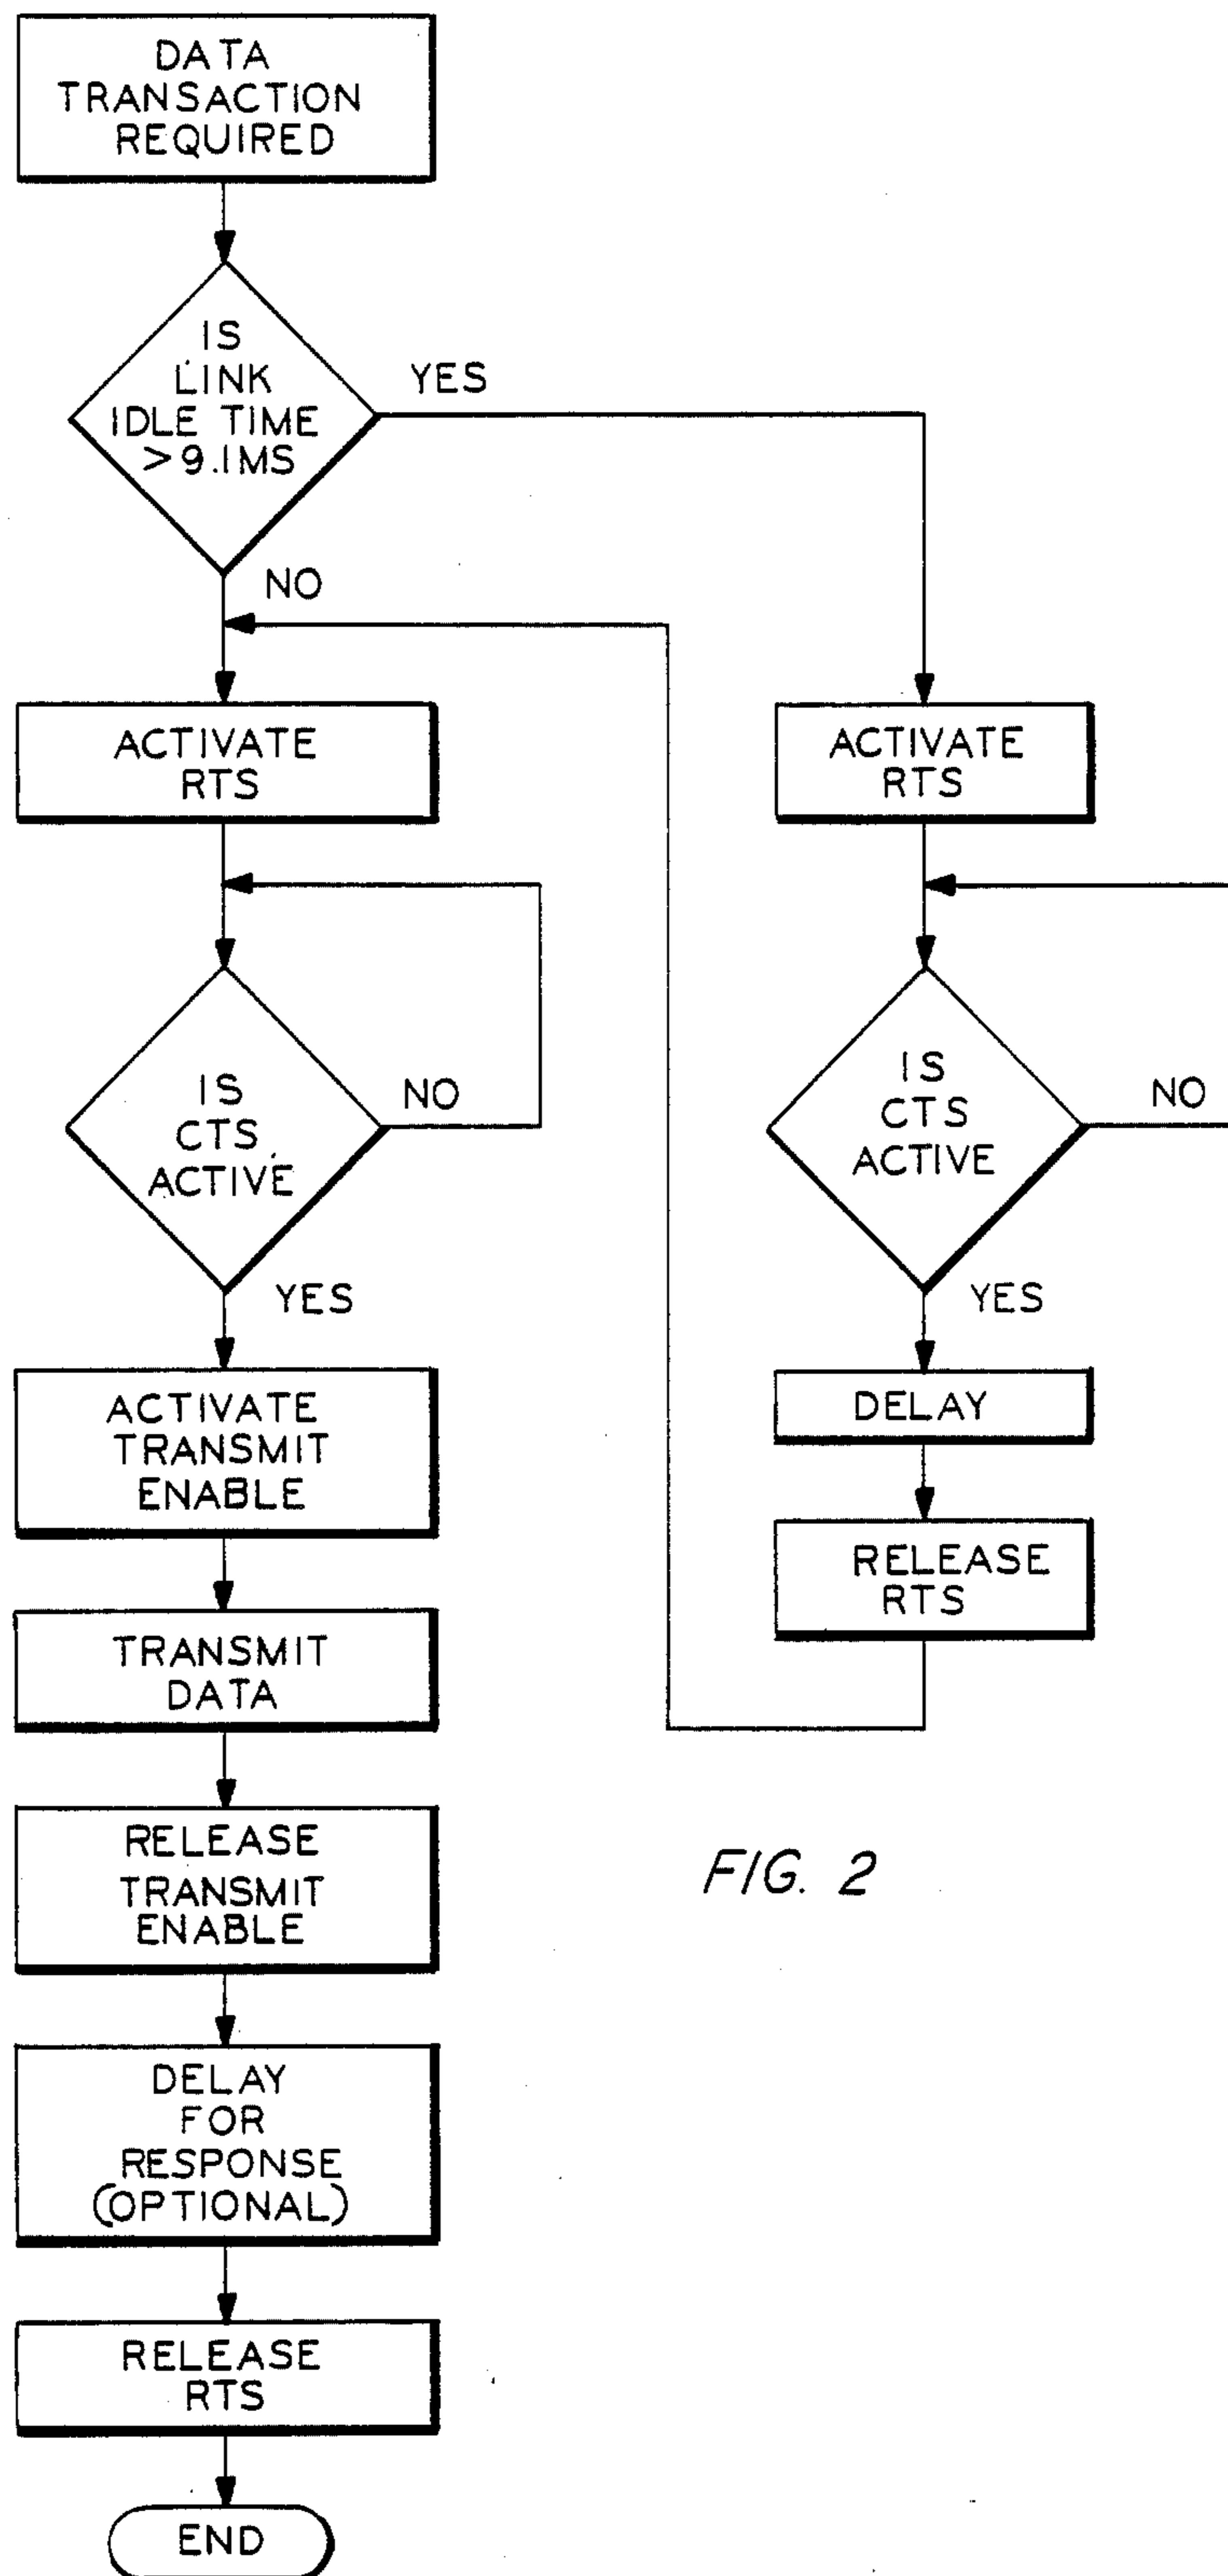 DATA
TRANSACTION
REQUIRED
IS
LINK
IDLE TIME
>9.1MS
YES
NO
ACTIVATE
RTS
IS
CTS
ACTIVE
NO
YES
ACTIVATE
TRANSMIT
ENABLE
TRANSMIT
DATA
RELEASE
TRANSMIT
ENABLE
DELAY
FOR
RESPONSE
(OPTIONAL)
RELEASE
RTS
END
ACTIVATE
RTS
IS
CTS
ACTIVE
NO
YES
DELAY
RELEASE
RTS
FIG. 2